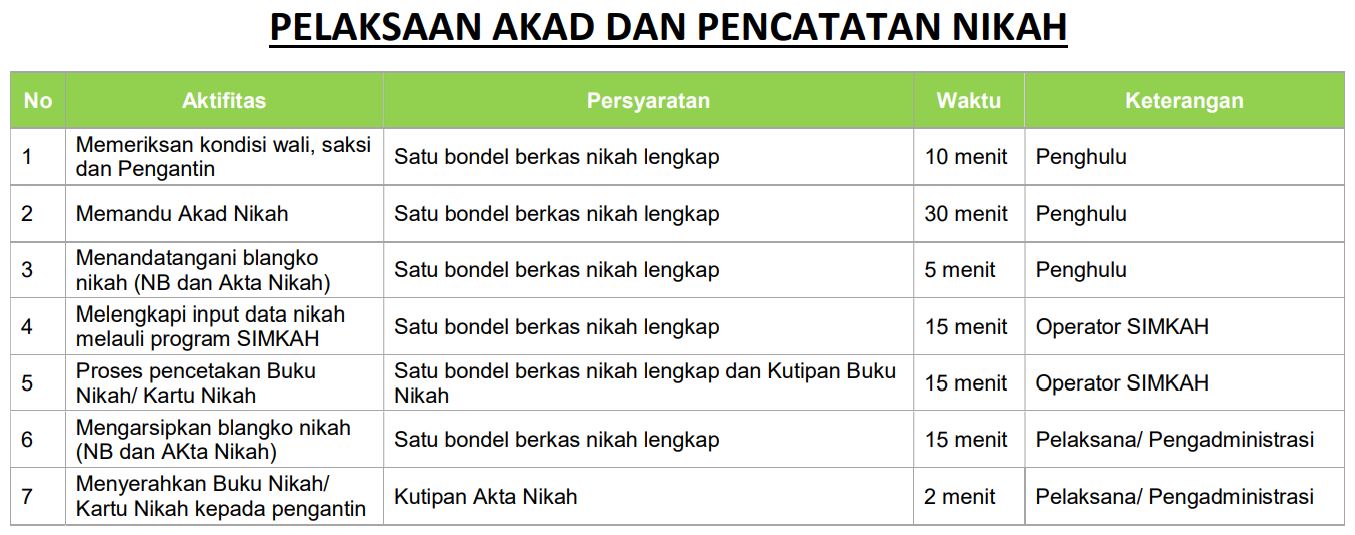 PELAKSAAN AKAD DAN PENCATATAN NIKAH
No Aktifitas Persyaratan Waktu Keterangan
1 Memeriksan kondisi wali, saksi dan Pengantin Satu bondel berkas nikah lengkap 10 menit Penghulu
2 Memandu Akad Nikah Satu bondel berkas nikah lengkap 30 menit Penghulu
3 Menandatangani blangko nikah (NB dan Akta Nikah) Satu bondel berkas nikah lengkap 5 menit Penghulu
4 Melengkapi input data nikah melauli program SIMKAH Satu bondel berkas nikah lengkap 15 menit Operator SIMKAH
5 Proses pencetakan Buku Nikah/ Kartu Nikah Satu bondel berkas nikah lengkap dan Kutipan Buku Nikah 15 menit Operator SIMKAH
6 Mengarsipkan blangko nikah (NB dan AKta Nikah) Satu bondel berkas nikah lengkap 15 menit Pelaksana/ Pengadministrasi
7 Menyerahkan Buku Nikah/ Kartu Nikah kepada pengantin Kutipan Akta Nikah 2 menit Pelaksana/ Pengadministrasi